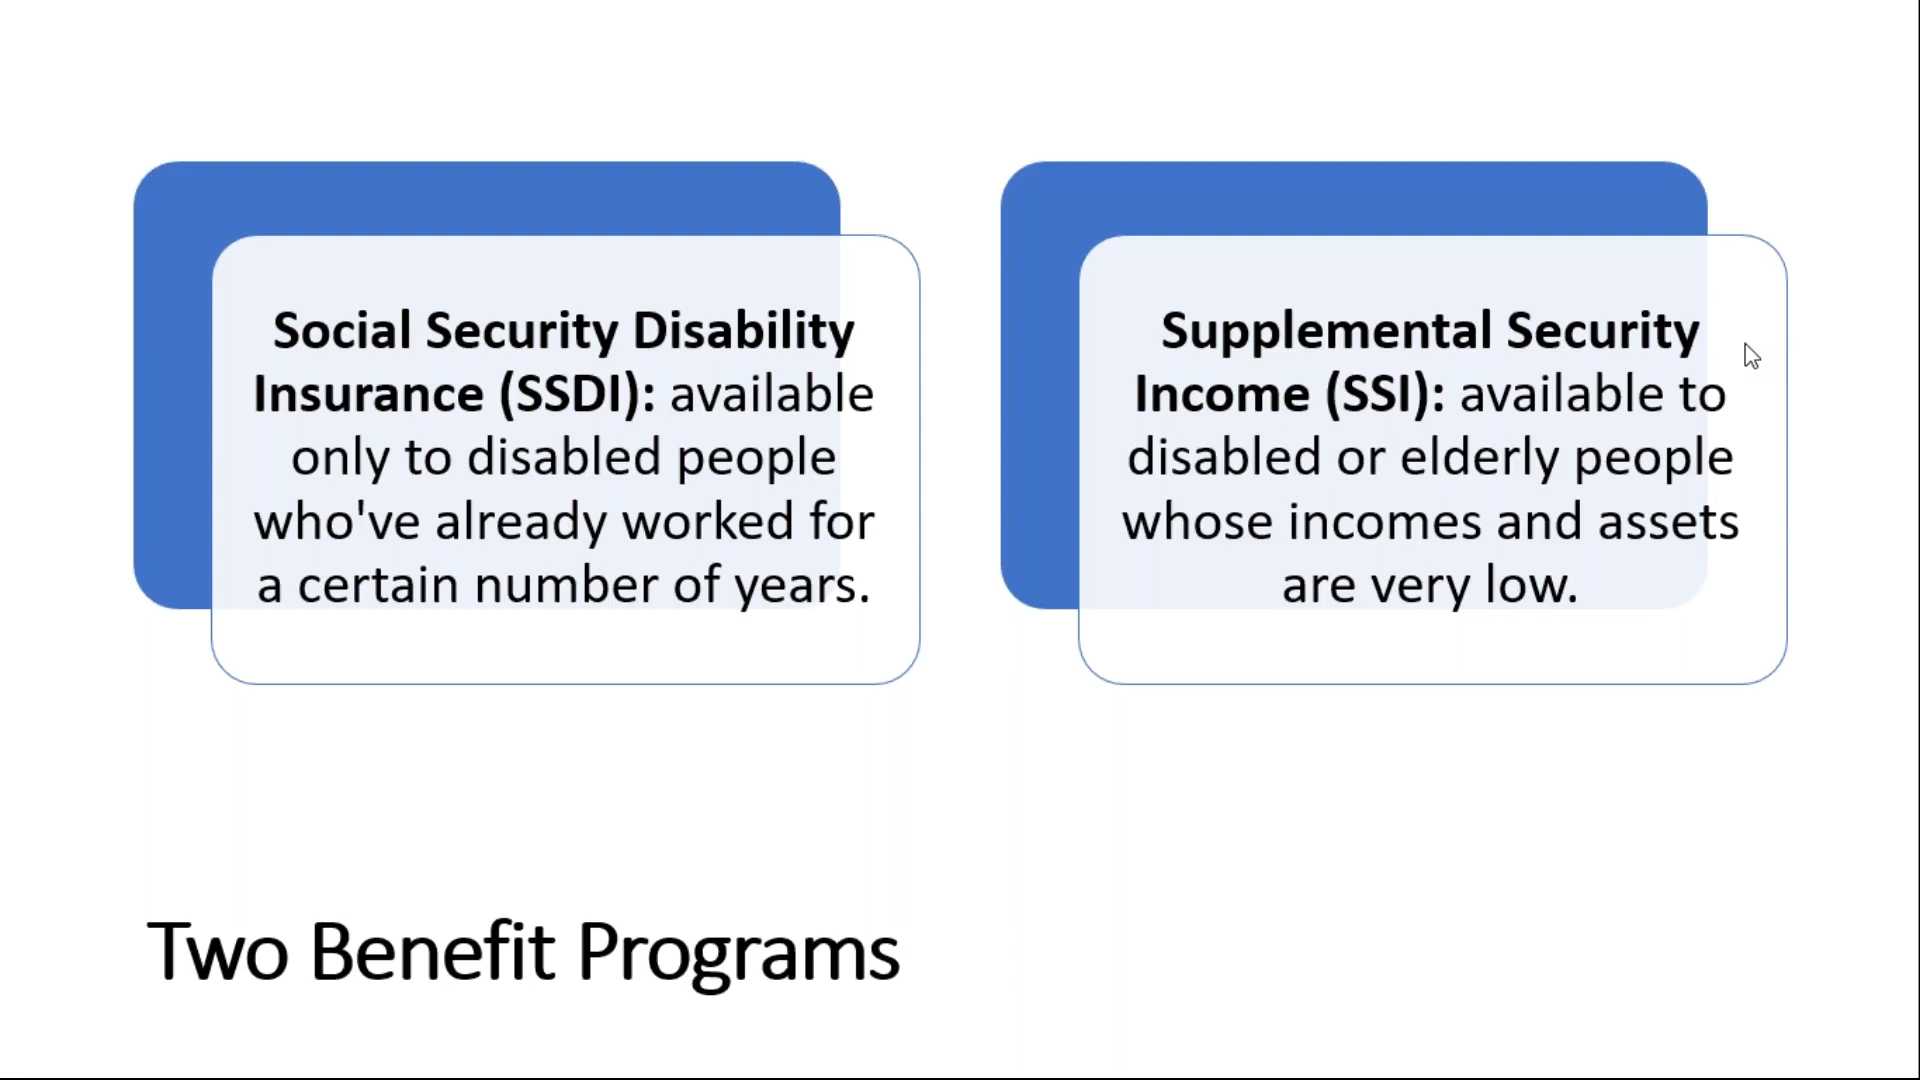 Social Security Disability
Insurance (SSDI): available
only to disabled people
who've already worked for
a certain number of years.
Supplemental Security
Income (SSI): available to
disabled or elderly people
whose incomes and assets
are very low.
Two Benefit Programs